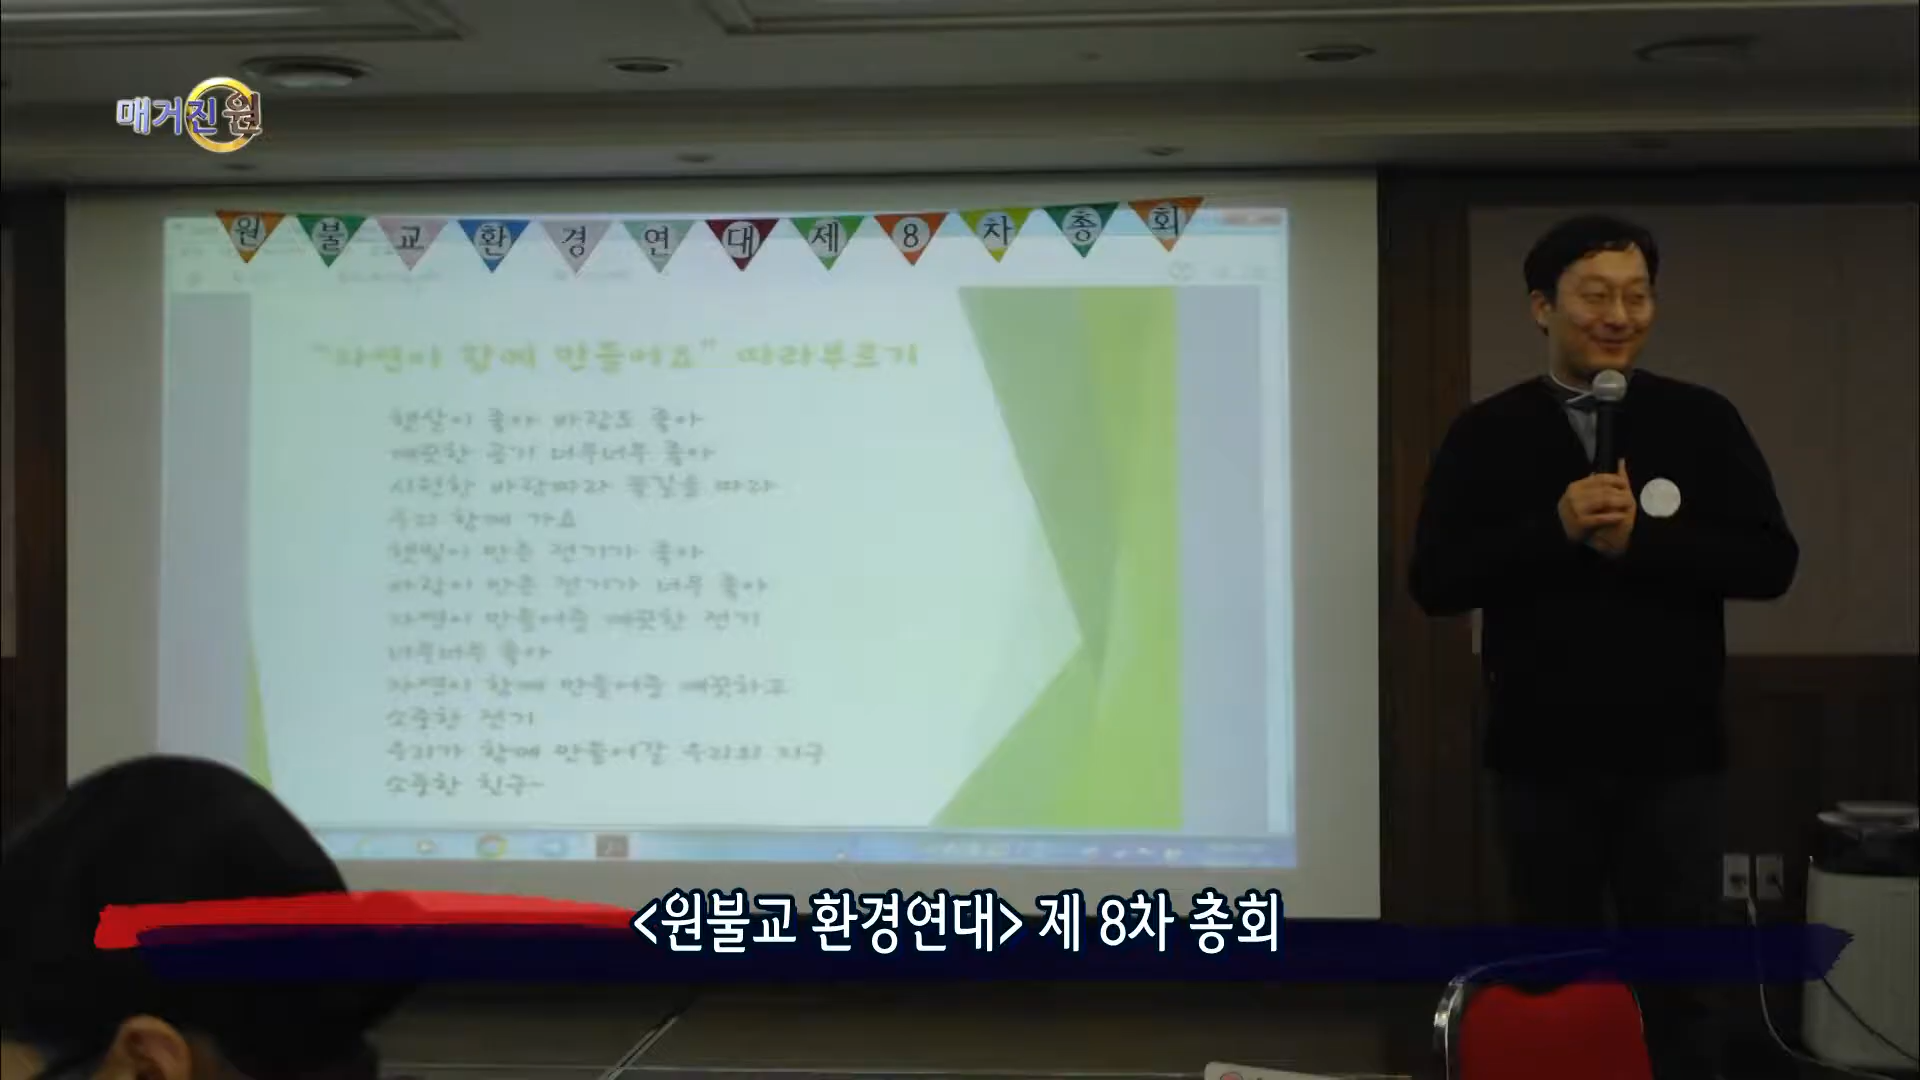 매거진 원
원불교환경연대제8차총회
"자연이 함께 만들어요" 따라부르기
햇살이 좋아 바람도 좋아
깨끗한 공기 너무너무 좋아
시원한 바람따라 물길을 따라
우리 함께 가요
햇빛이 만든 전기가 좋아
바람이 만든 전기가 너무 좋아
자연이 만들어준 깨끗한 전기
너무너무 좋아
자연이 함께 만들어준 깨끗하고
소중한 전기
우리가 함께 만들어갈 우리의 지구
소중한 친구~
<원불교 환경연대> 제 8차 총회